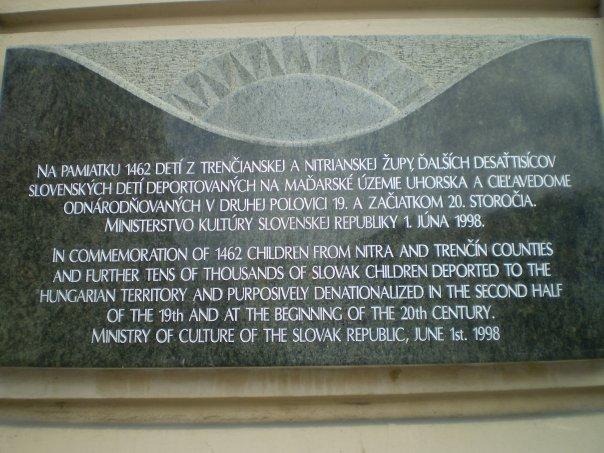 NA PAMIATKU 1462 DETÍ Z TRENČIANSKEJ A NITRIANSKEJ ŽUPY, ĎALŠÍCH DESAŤTISÍCOV
SLOVENSKÝCH DETÍ DEPORTOVANÝCH NA MAĎARSKÉ ÚZEMIE UHORSKA A CIEĽAVEDOME
ODNÁRODŇOVANÝCH V DRUHEJ POLOVICI 19. A ZAČIATKOM 20. STOROČIA.
MINISTERSTVO KULTÚRY SLOVENSKEJ REPUBLIKY 1. JÚNA 1998.
IN COMMEMORATION OF 1462 CHILDREN FROM NITRA AND TRENČÍN COUNTIES
AND FURTHER TENS OF THOUSANDS OF SLOVAK CHILDREN DEPORTED TO THE
HUNGARIAN TERRITORY AND PURPOSIVELY DENATIONALIZED IN THE SECOND HALF
OF THE 19th AND AT THE BEGINNING OF THE 20th CENTURY.
MINISTRY OF CULTURE OF THE SLOVAK REPUBLIC, JUNE 1st. 1998